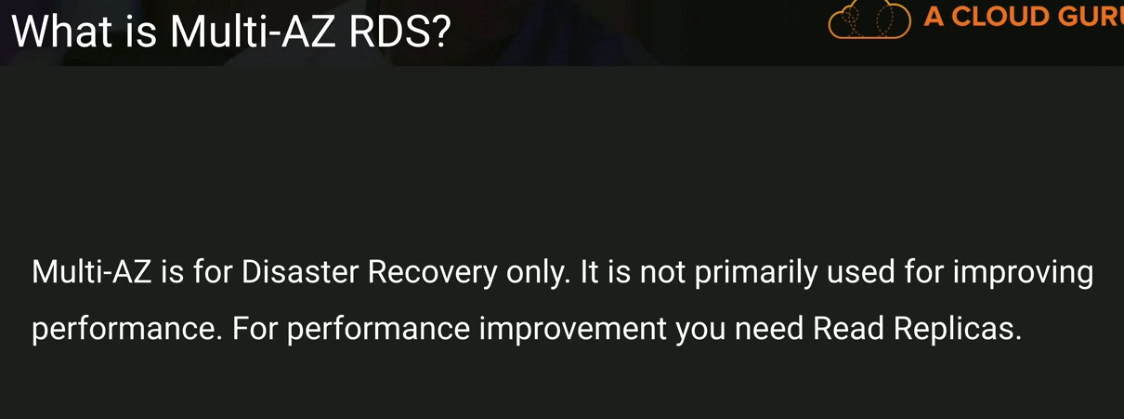 What is Multi-AZ RDS?
A CLOUD GURU
Multi-AZ is for Disaster Recovery only. It is not primarily used for improving
performance. For performance improvement you need Read Replicas.